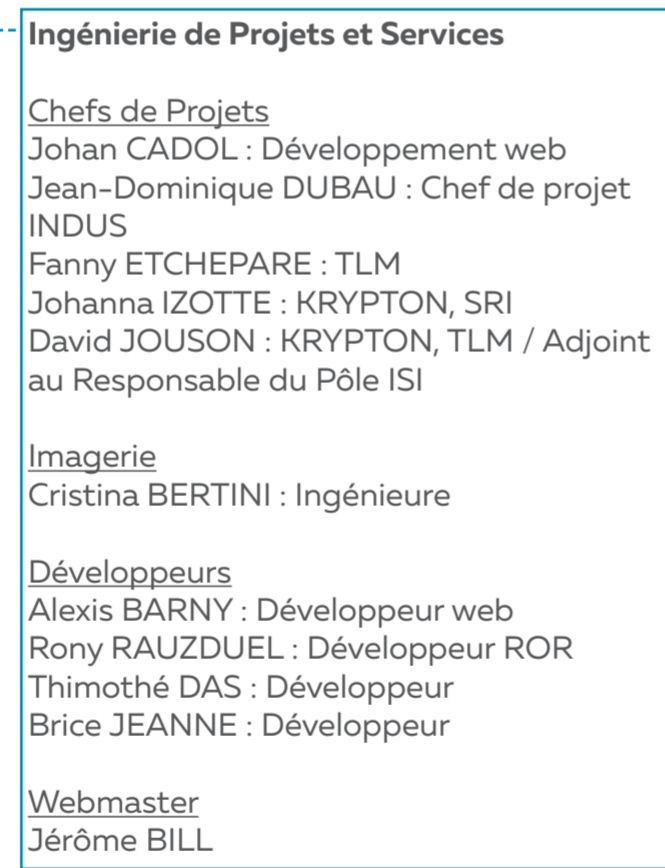 Ingénierie de Projets et Services
Chefs de Projets
Johan CADOL : Développement web
Jean-Dominique DUBAU : Chef de projet
INDUS
Fanny ETCHEPARE : TLM
Johanna IZOTTE : KRYPTON, SRI
David JOUSON : KRYPTON, TLM / Adjoint
au Responsable du Pôle ISI
Imagerie
Cristina BERTINI : Ingénieure
Développeurs
Alexis BARNY : Développeur web
Rony RAUZDUEL : Développeur ROR
Thimothé DAS : Développeur
Brice JEANNE : Développeur
Webmaster
Jérôme BILL